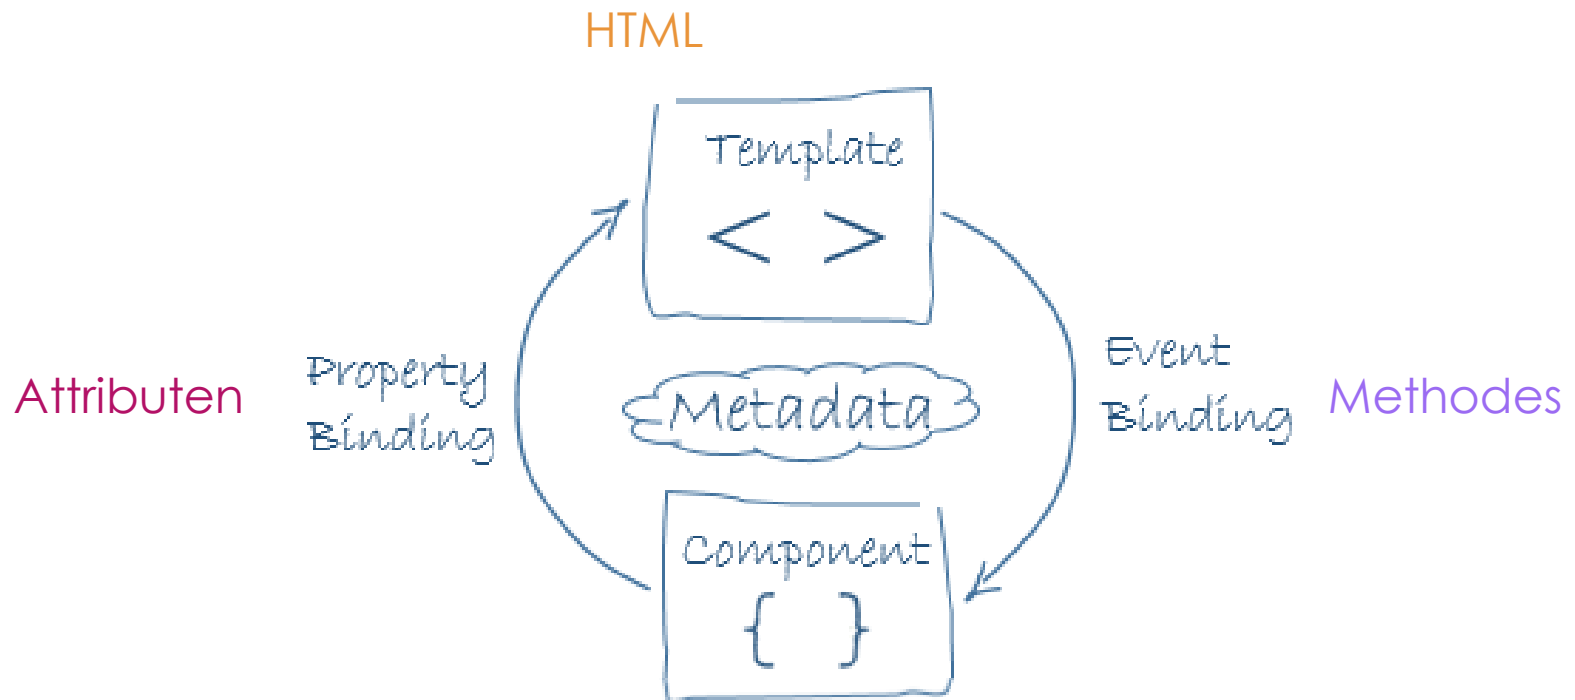 HTML
Template
< >
Property
Binding
Attributen
Metadata
Event
Binding
Methodes
Component
{ }